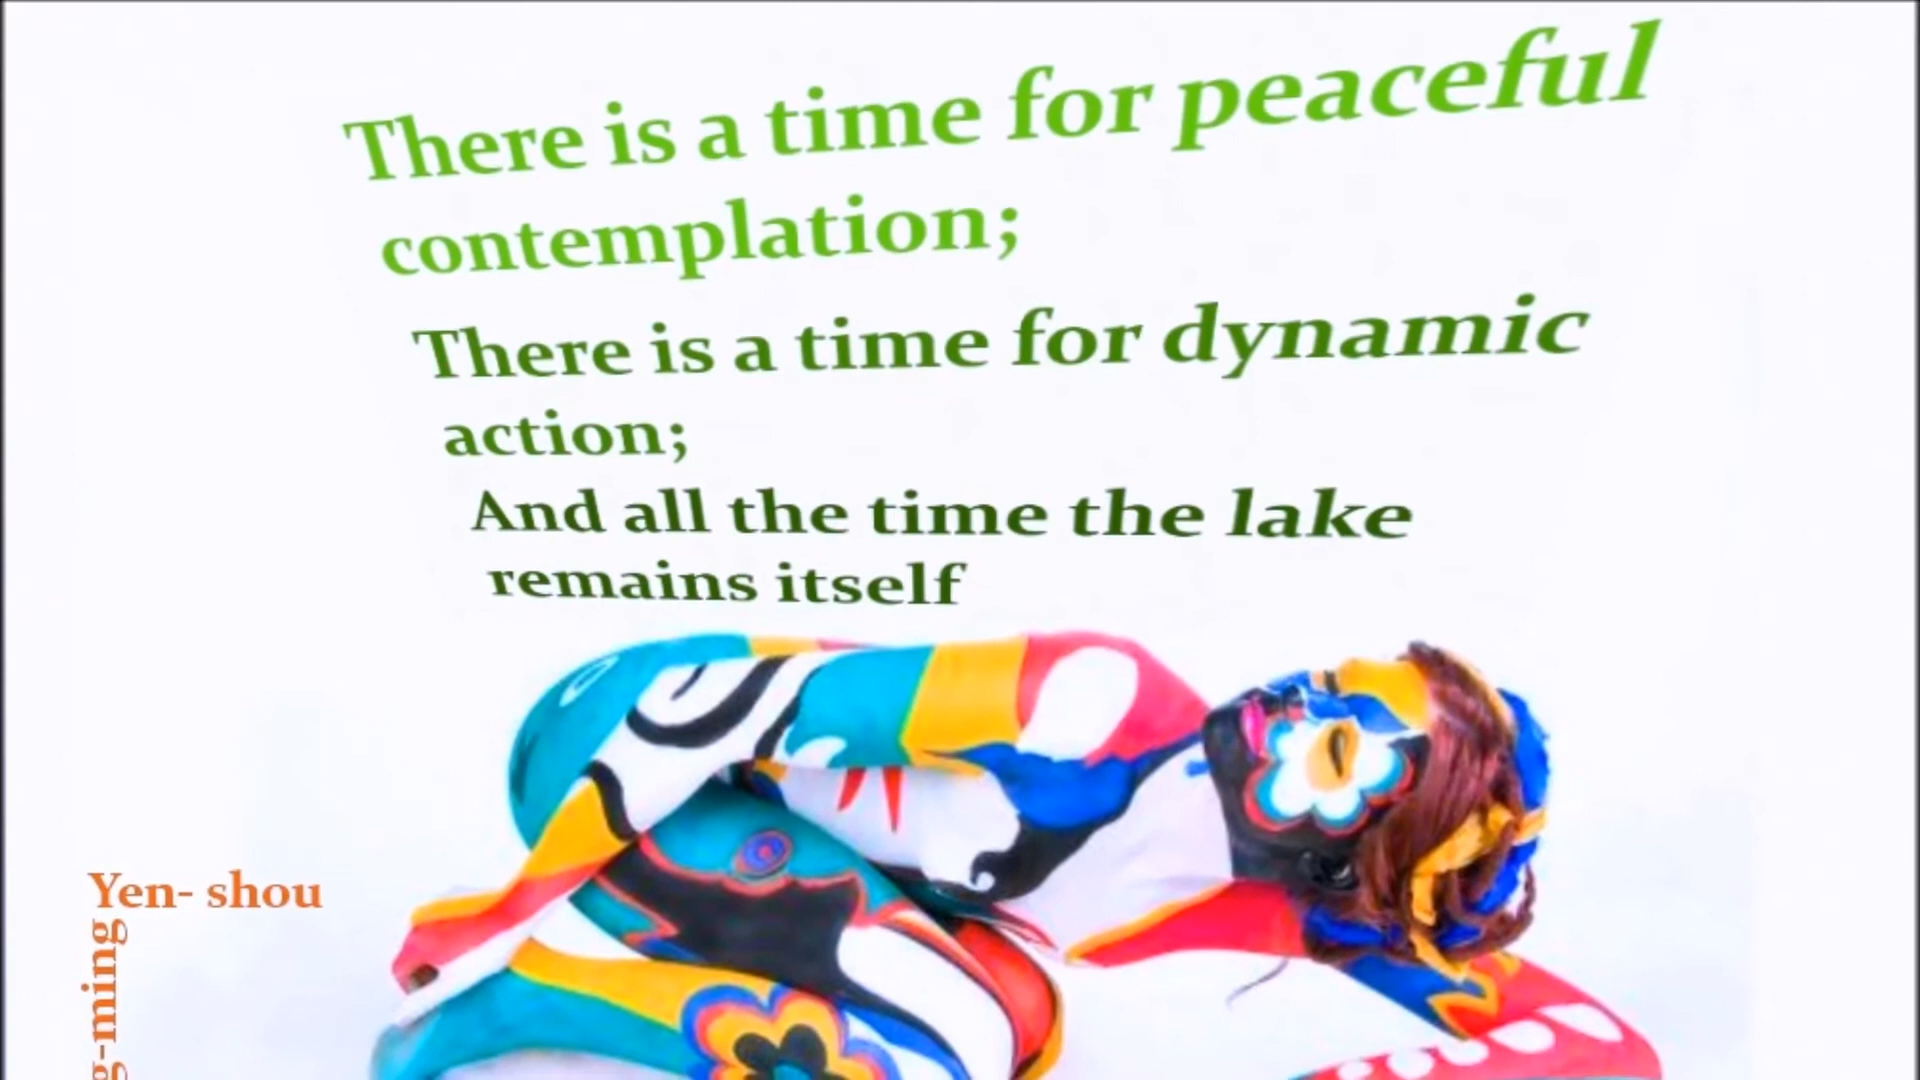 There is a time for peaceful
contemplation;
There is a time for dynamic
action;
And all the time the lake
remains itself
Yen- shou
g-ming